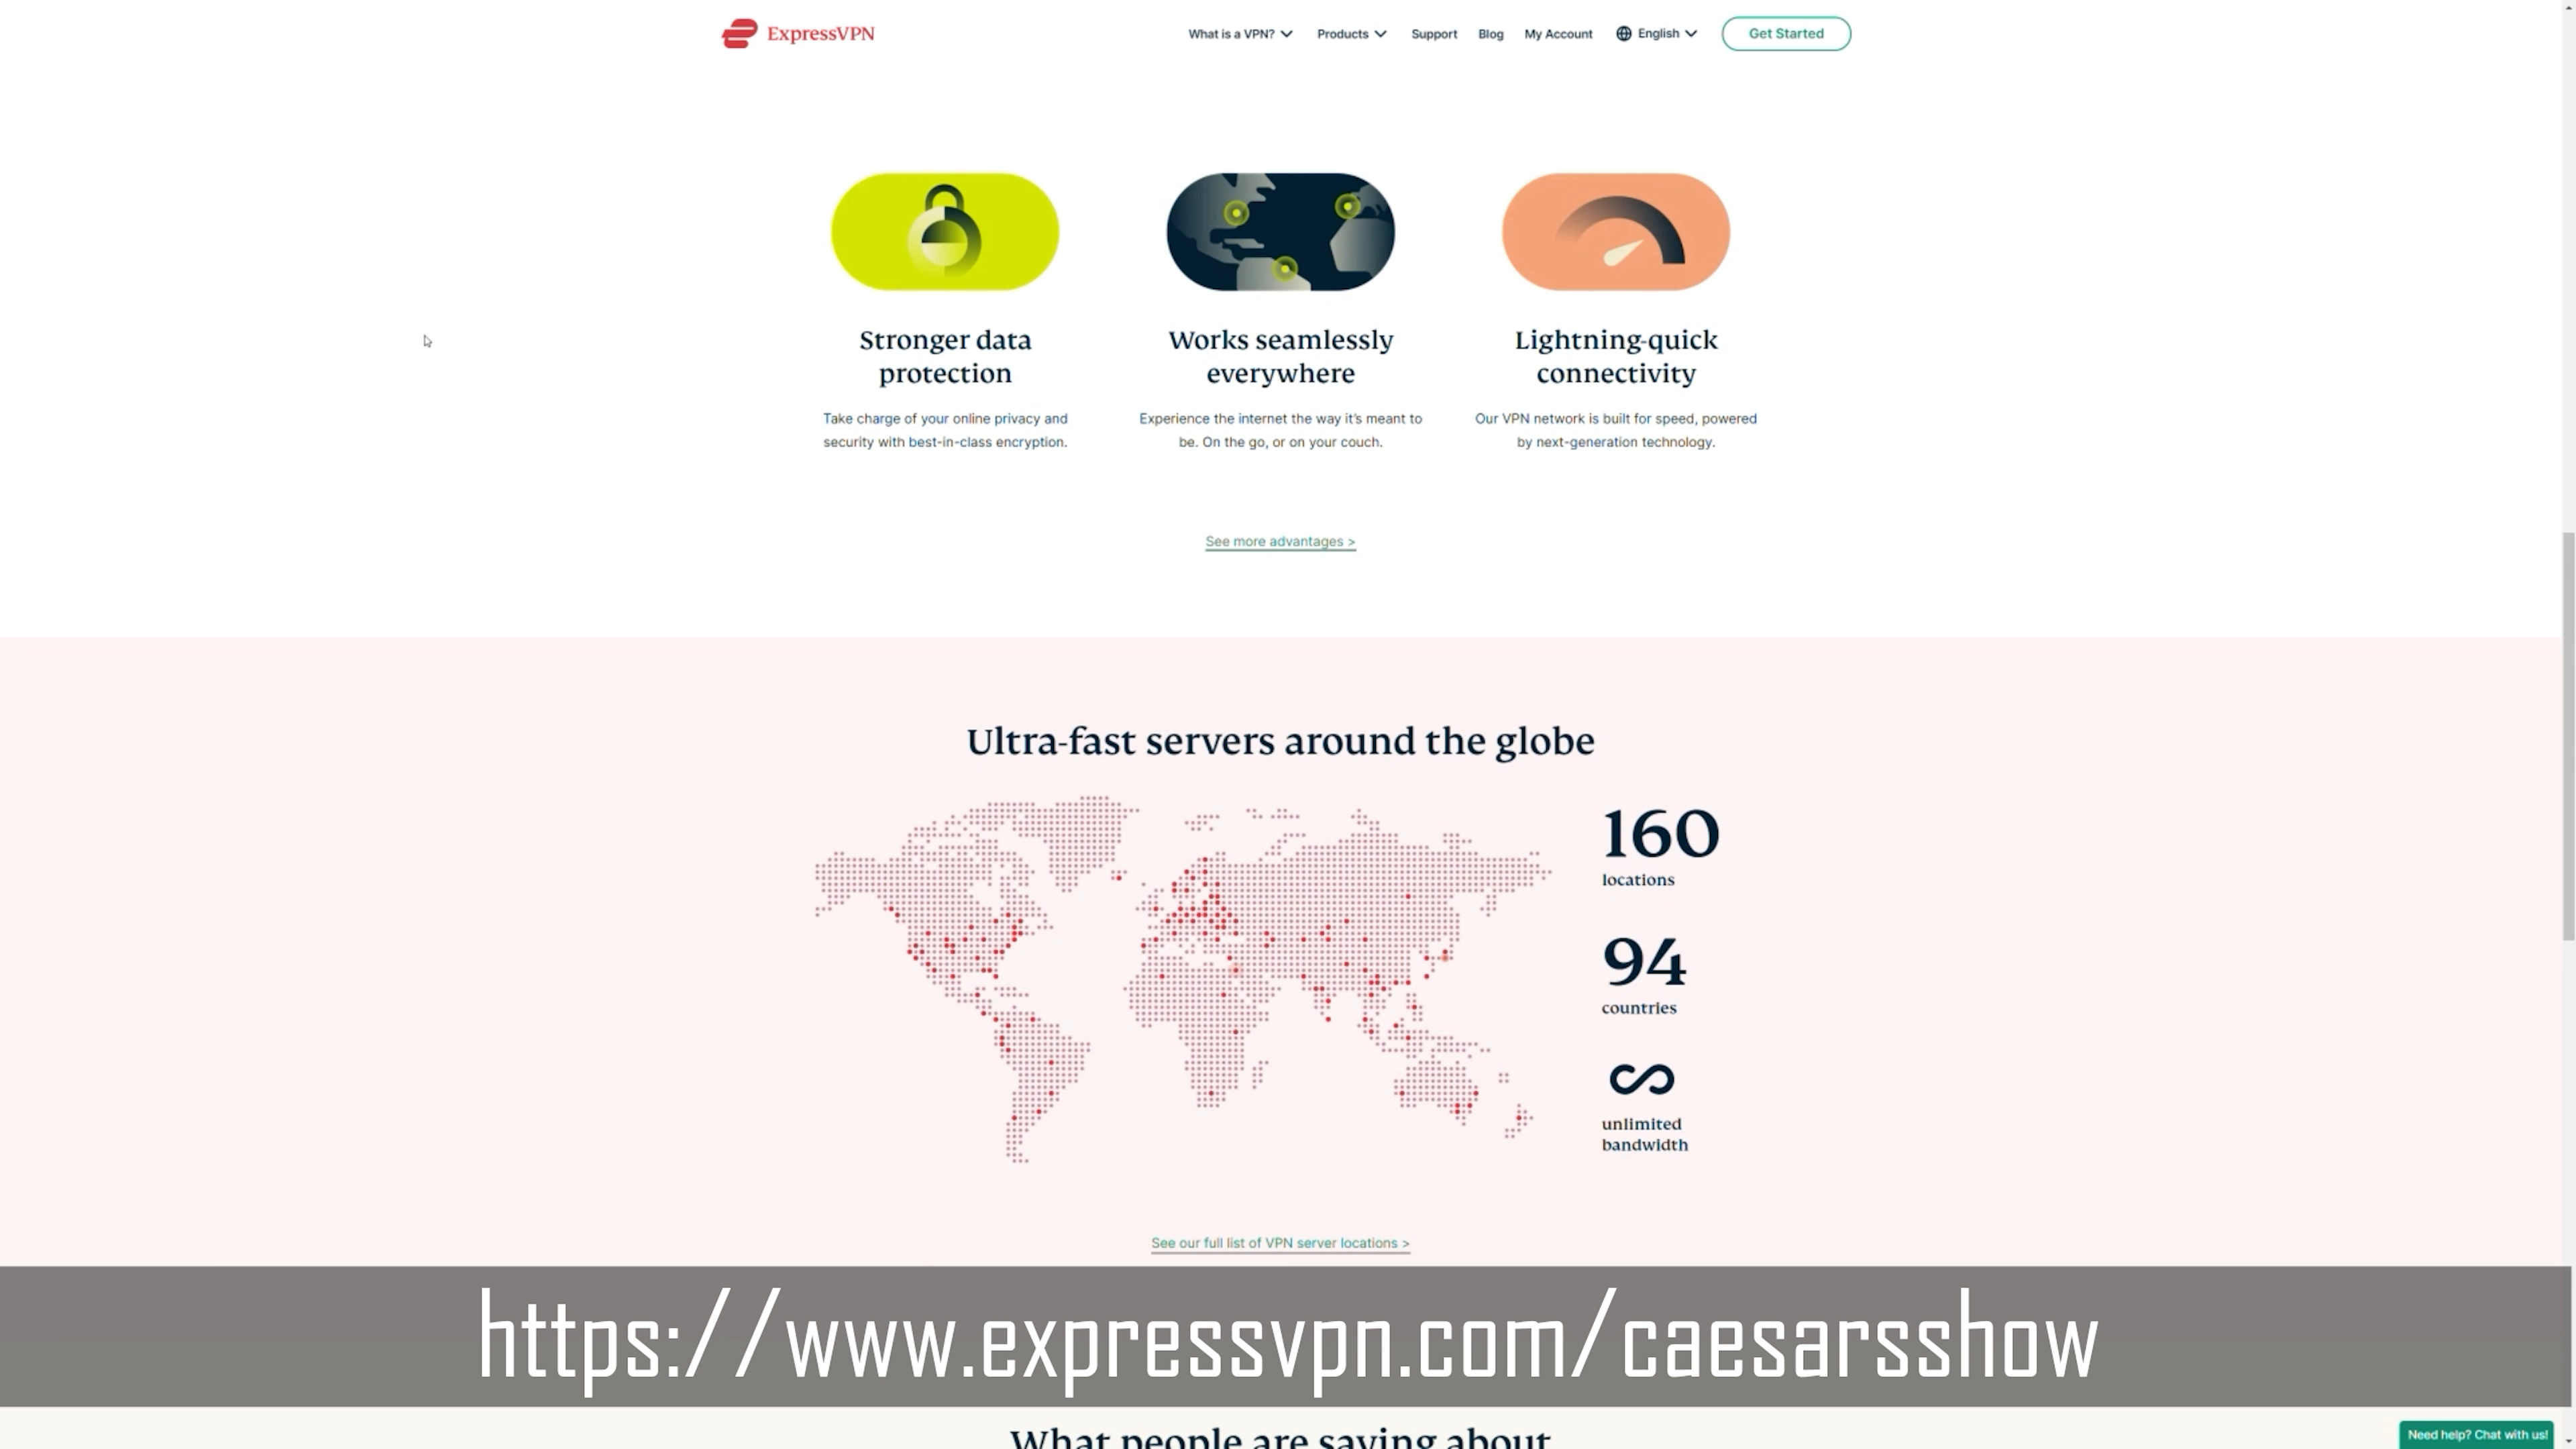 ExpressVPN
What is a VPN? Products Support Blog My Account English Get Started
Stronger data
protection
Take charge of your online privacy and
security with best-in-class encryption.
Works seamlessly
everywhere
Experience the internet the way it's meant to
be. On the go, or on your couch.
Lightning-quick
connectivity
Our VPN network is built for speed, powered
by next-generation technology.
See more advantages >
Ultra-fast servers around the globe
160
locations
94
countries
∞
unlimited
bandwidth
See our full list of VPN server locations >
https://www.expressvpn.com/caesarsshow
What people are saying about
Need help? Chat with us!